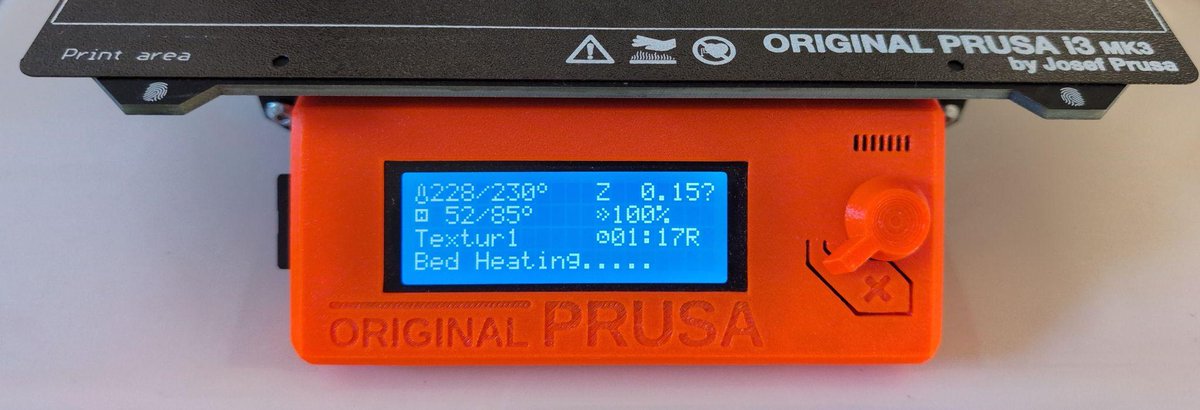 Print area
ORIGINAL PRUSA i3 MK3
by Josef Prusa
228/230° Z 0.15?
52/85° 100%
Textur1 01:17R
Bed Heating.....
ORIGINAL PRUSA